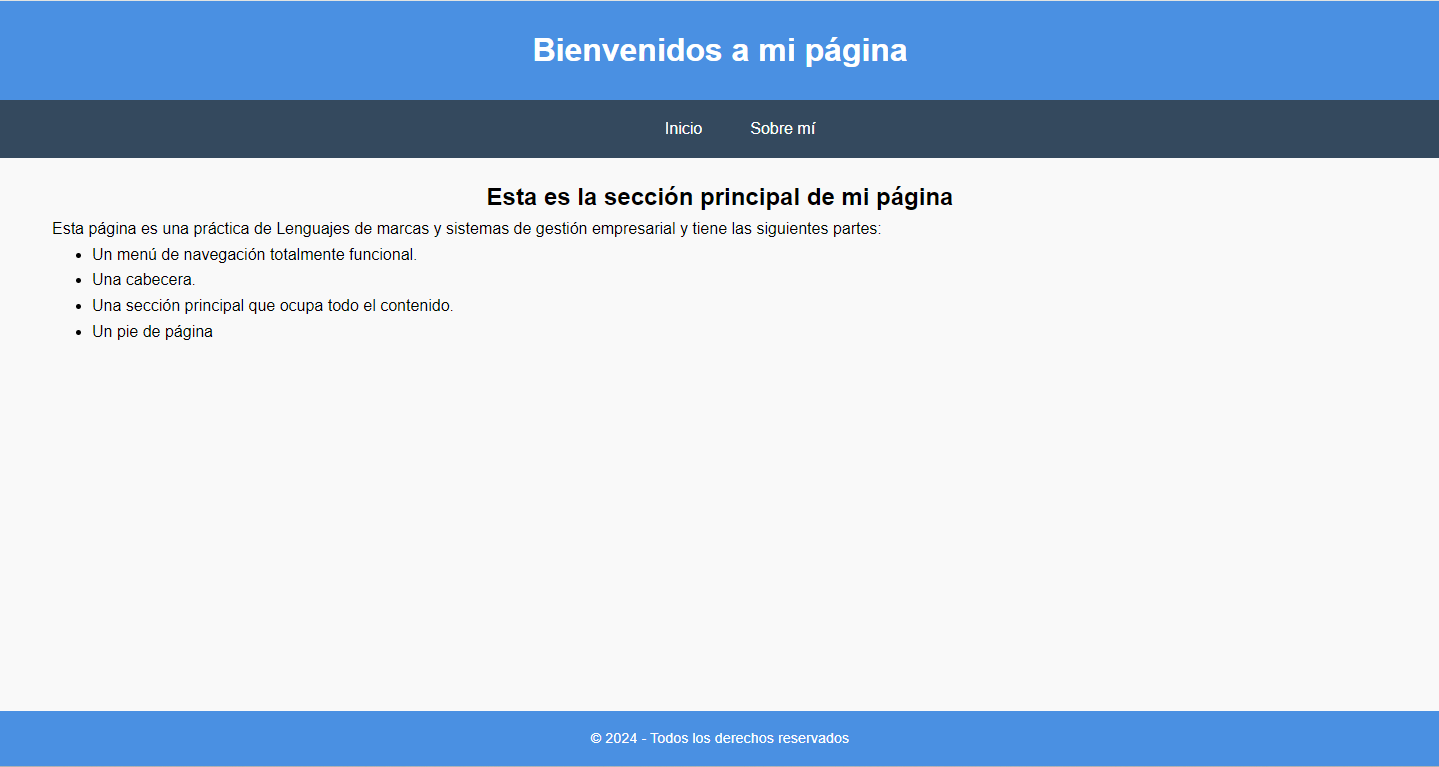 Bienvenidos a mi página
Inicio Sobre mí
Esta es la sección principal de mi página
Esta página es una práctica de Lenguajes de marcas y sistemas de gestión empresarial y tiene las siguientes partes:
Un menú de navegación totalmente funcional.
Una cabecera.
Una sección principal que ocupa todo el contenido.
Un pie de página
© 2024 - Todos los derechos reservados